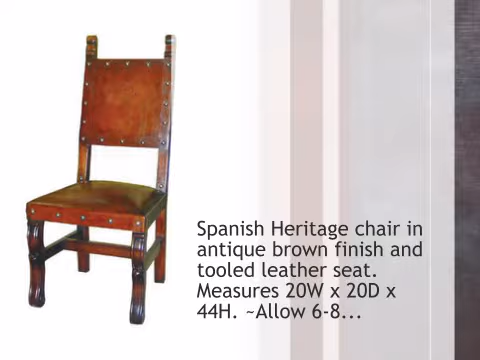 Spanish Heritage chair in
antique brown finish and
tooled leather seat.
Measures 20W x 20D x
44H. ~Allow 6-8...